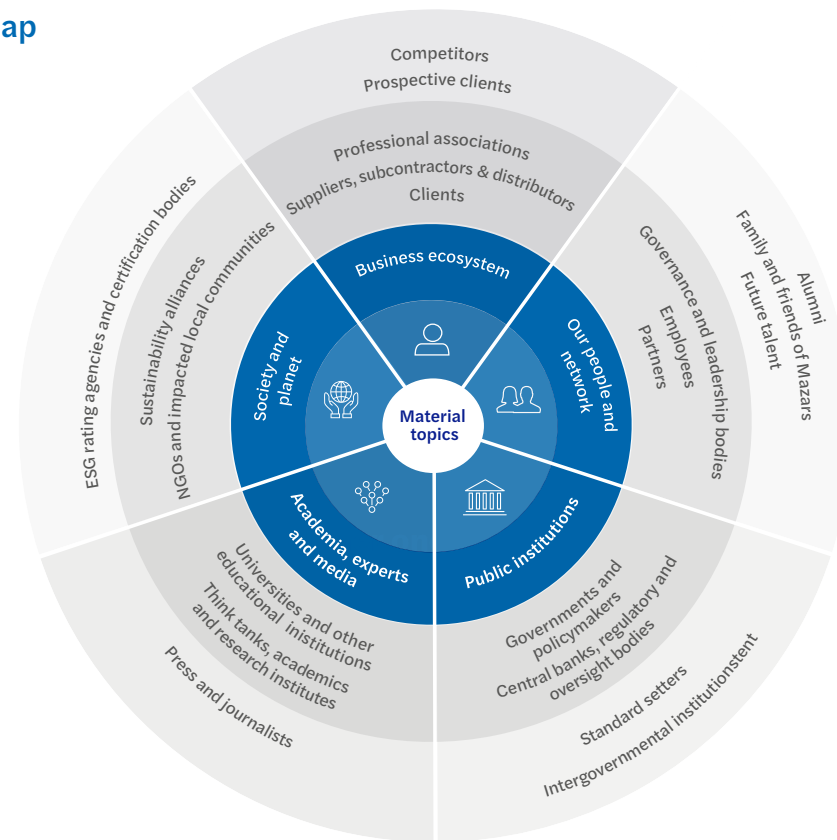 ap
Competitors
Prospective clients
Professional associations
Suppliers, subcontractors & distributors
Clients
Business ecosystem
Alumni
Family and friends of Mazars
Future talent
Governance and leadership bodies
Employees
Partners
Our people and
network
Material
topics
Public institutions
Governments and
policymakers
Central banks, regulatory and
oversight bodies
Standard setters
Intergovernmental institutionstent
Academia, experts
and media
Universities and other
educational inistitutions
Think tanks, academics
and research institutes
Press and journalists
Society and
planet
NGOs and impacted local communities
Sustainability alliances
ESG rating agencies and certification bodies